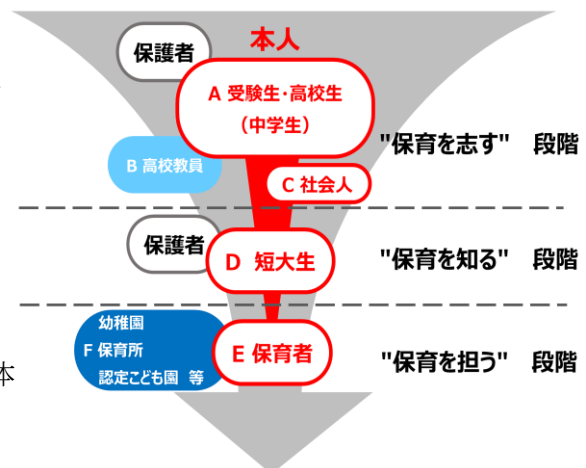 本人
保護者
A 受験生・高校生
(中学生)
"保育を志す" 段階
B 高校教員
C 社会人
保護者
D 短大生
"保育を知る" 段階
幼稚園
F 保育所
認定こども園 等
E 保育者
"保育を担う" 段階
本